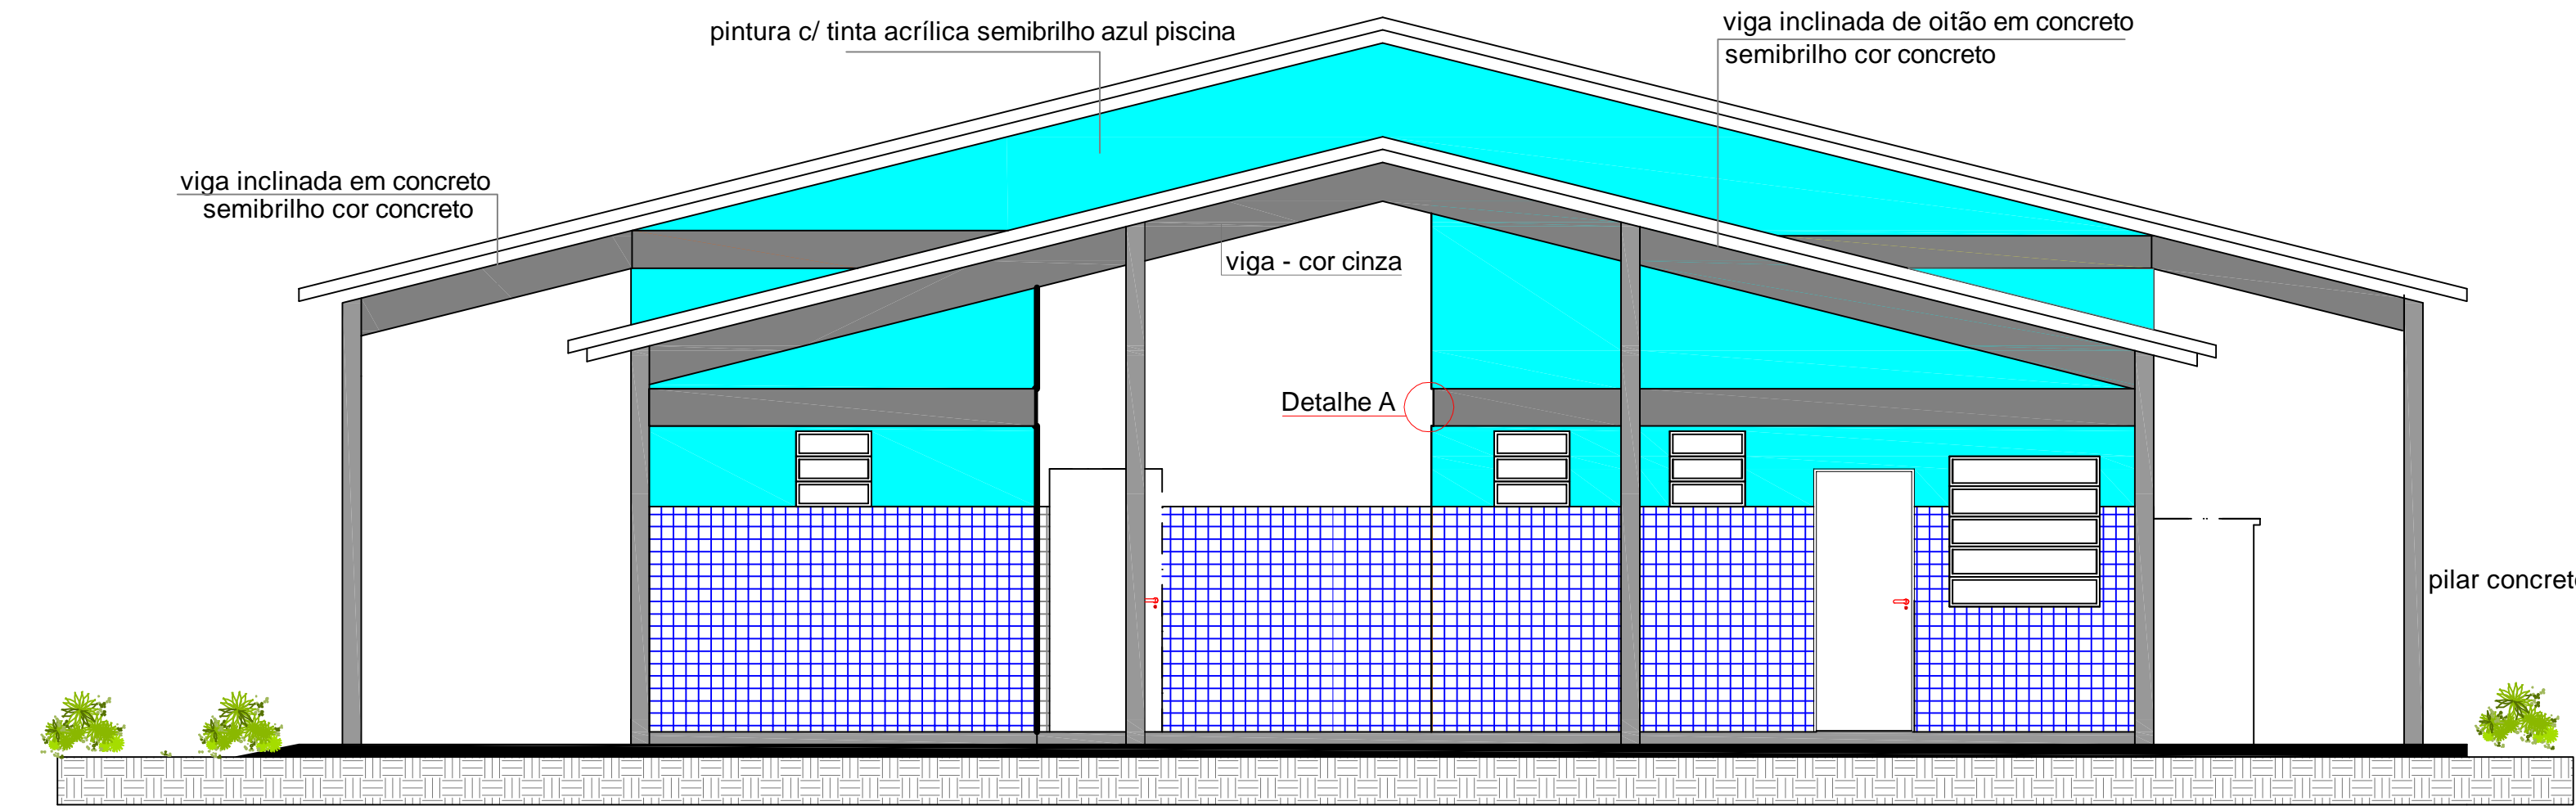 pintura c/ tinta acrílica semibrilho azul piscina
viga inclinada de oitão em concreto
semibrilho cor concreto
viga inclinada em concreto
semibrilho cor concreto
viga - cor cinza
Detalhe A
pilar concreto